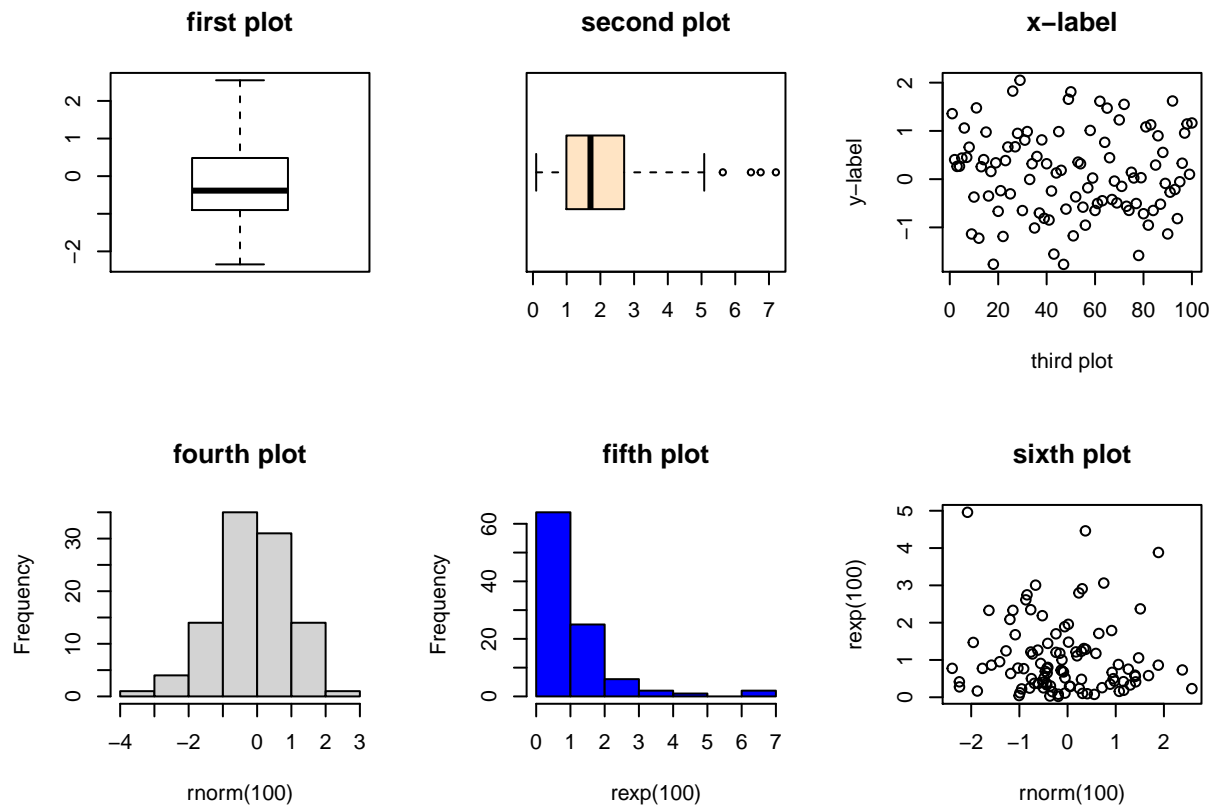 first plot
2
1
0
−2
second plot
0 1 2 3 4 5 6 7
x−label
y−label
2
1
0
−1
0 20 40 60 80 100
third plot
fourth plot
Frequency
30
20
10
0
−4 −2 0 1 2 3
rnorm(100)
fifth plot
Frequency
60
40
20
0
0 1 2 3 4 5 6 7
rexp(100)
sixth plot
rexp(100)
5
4
3
2
1
0
−2 −1 0 1 2
rnorm(100)